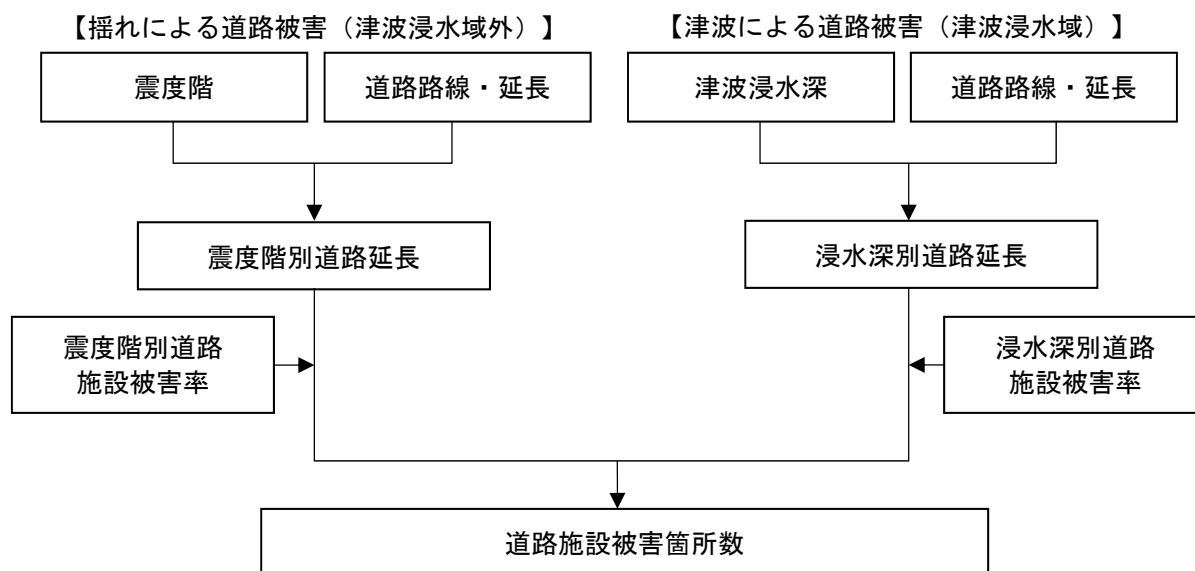 【揺れによる道路被害（津波浸水域外）】
【津波による道路被害（津波浸水域）】
震度階
道路路線・延長
津波浸水深
道路路線・延長
震度階別道路延長
浸水深別道路延長
震度階別道路
施設被害率
浸水深別道路
施設被害率
道路施設被害箇所数